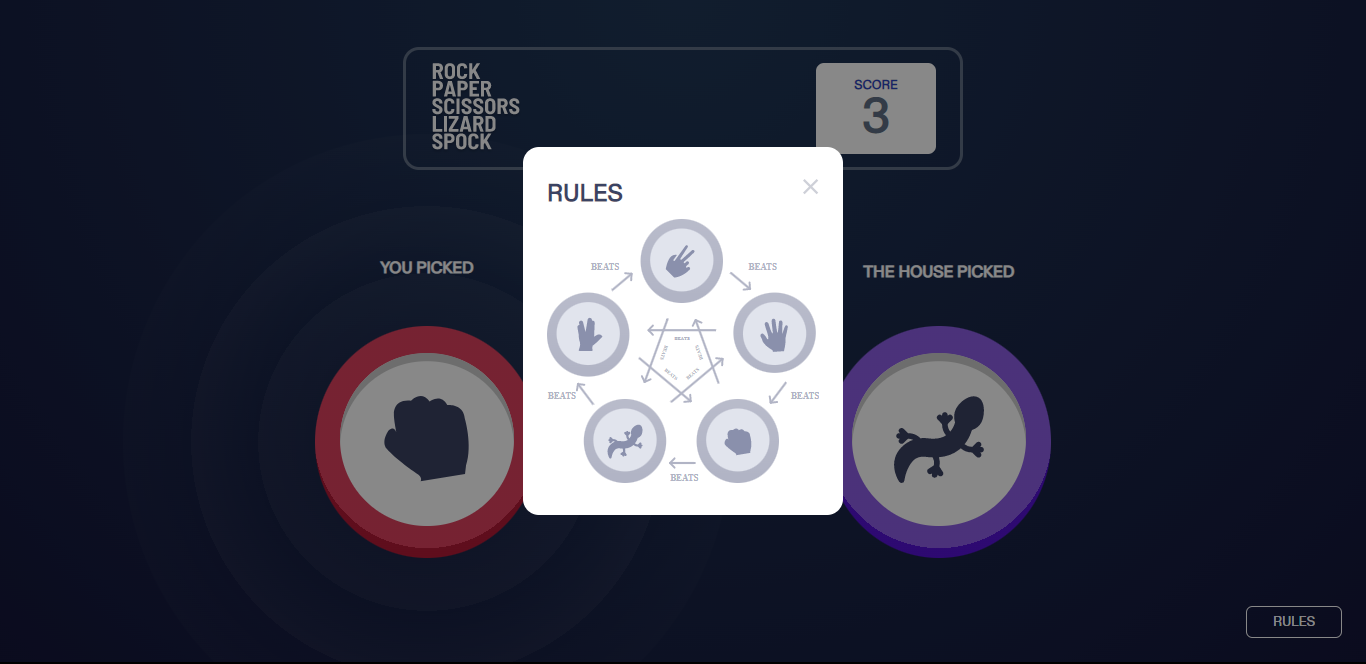 ROCK
PAPER
SCISSORS
LIZARD
SPOCK
SCORE
3
RULES
YOU PICKED
THE HOUSE PICKED
BEATS
BEATS
BEATS
BEATS
BEATS
BEATS
BEATS
BEATS
BEATS
BEATS
RULES